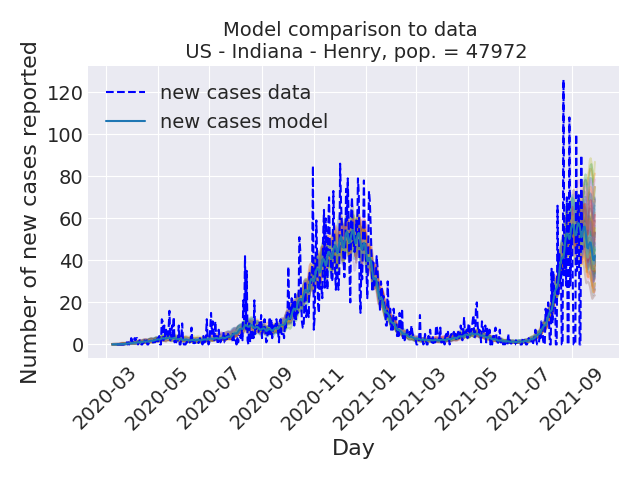 Model comparison to data
US - Indiana - Henry, pop. = 47972
Number of new cases reported
120
100
80
60
40
20
0
new cases data
new cases model
2020-03
2020-05
2020-07
2020-09
2020-11
2021-01
2021-03
2021-05
2021-07
2021-09
Day